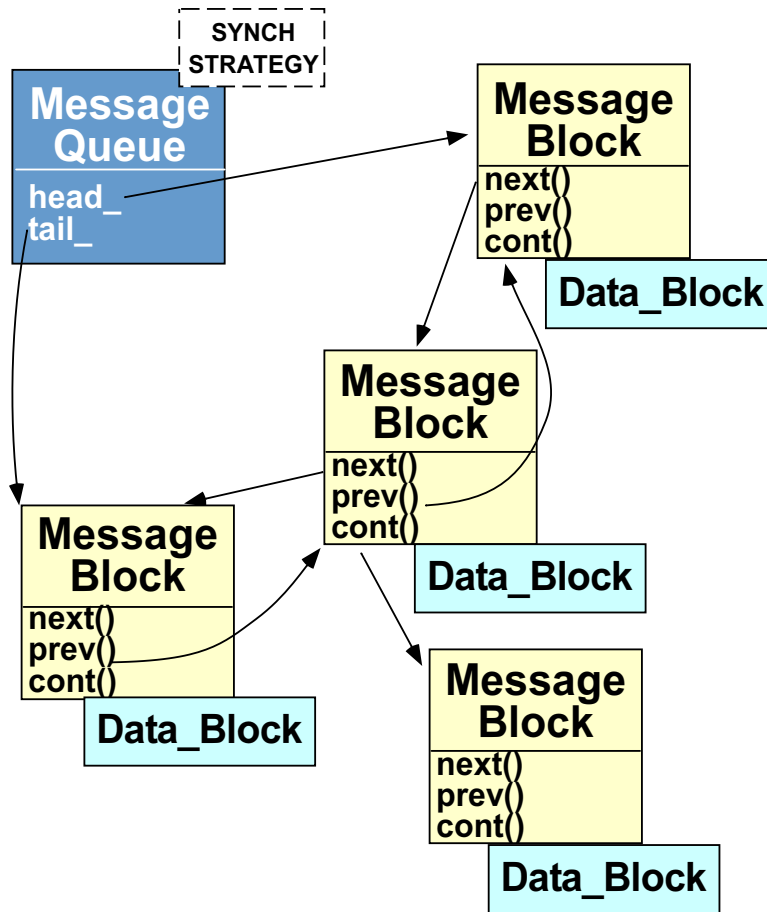 SYNCH
STRATEGY
Message
Queue
head_
tail_
Message
Block
next()
prev()
cont()
Data_Block
Message
Block
next()
prev()
cont()
Data_Block
Message
Block
next()
prev()
cont()
Data_Block
Message
Block
next()
prev()
cont()
Data_Block